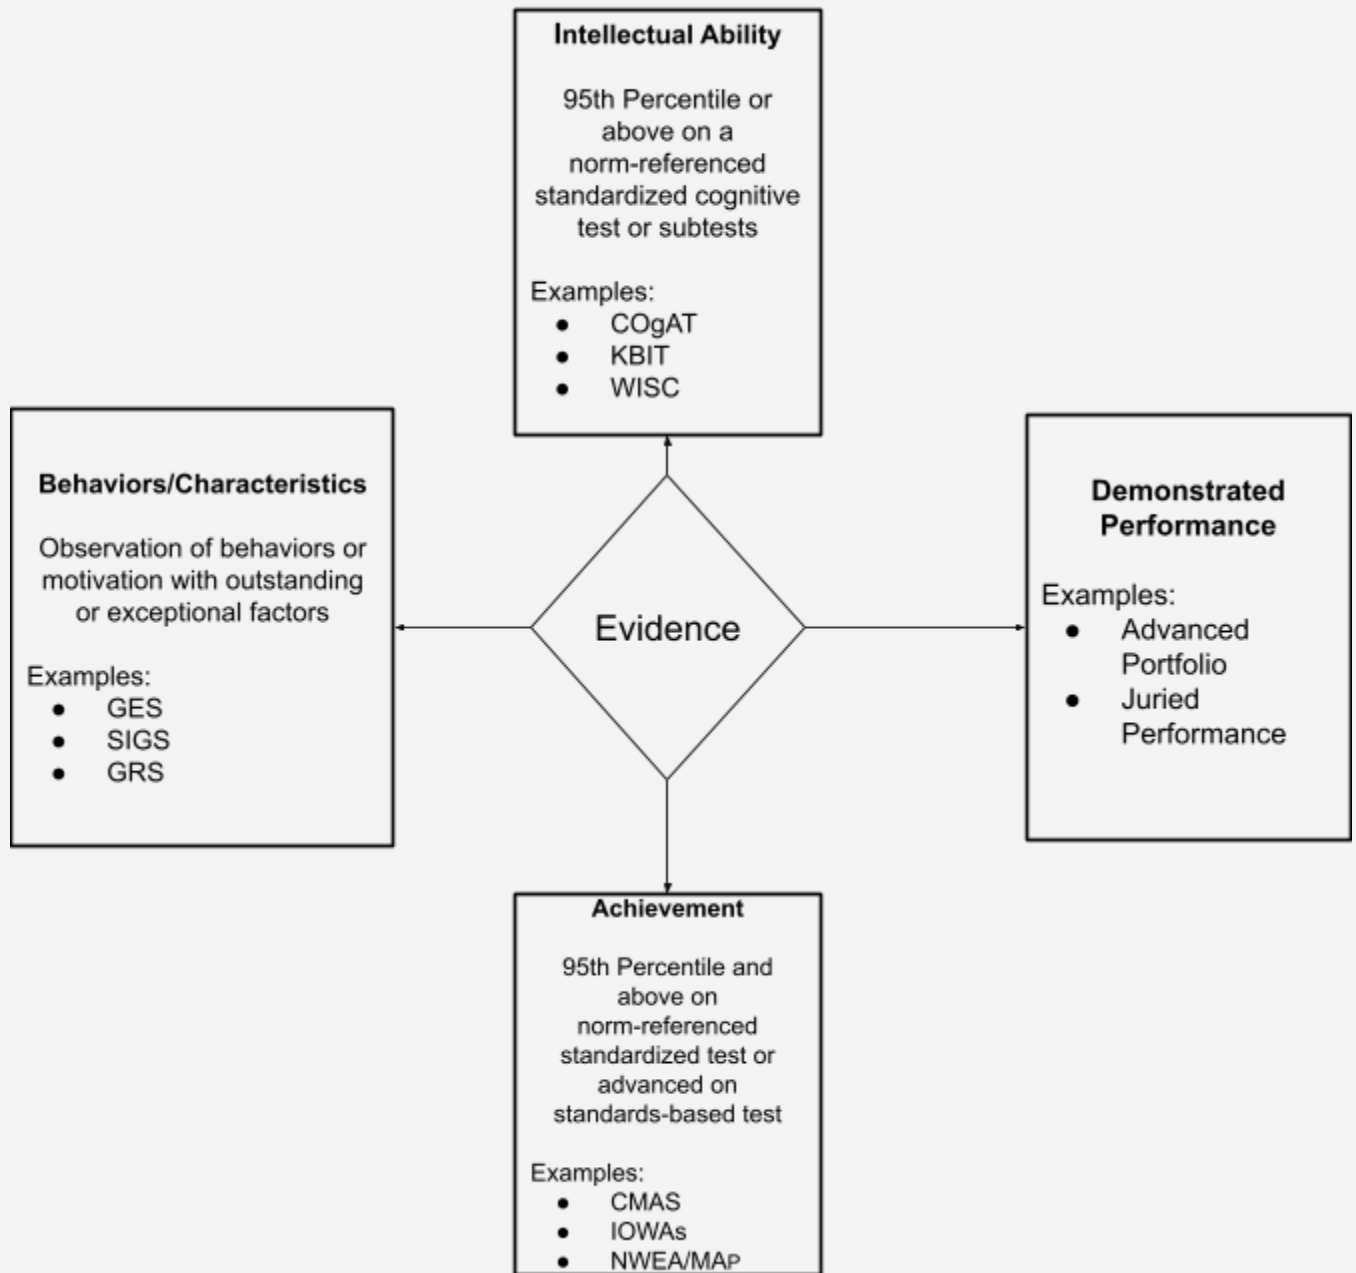 Intellectual Ability
95th Percentile or
above on a
norm-referenced
standardized cognitive
test or subtests
Examples:
● COgAT
● KBIT
● WISC
Behaviors/Characteristics
Observation of behaviors or
motivation with outstanding
or exceptional factors
Examples:
● GES
● SIGS
● GRS
Evidence
Demonstrated
Performance
Examples:
● Advanced
Portfolio
● Juried
Performance
Achievement
95th Percentile and
above on
norm-referenced
standardized test or
advanced on
standards-based test
Examples:
● CMAS
● IOWAs
● NWEA/MAP